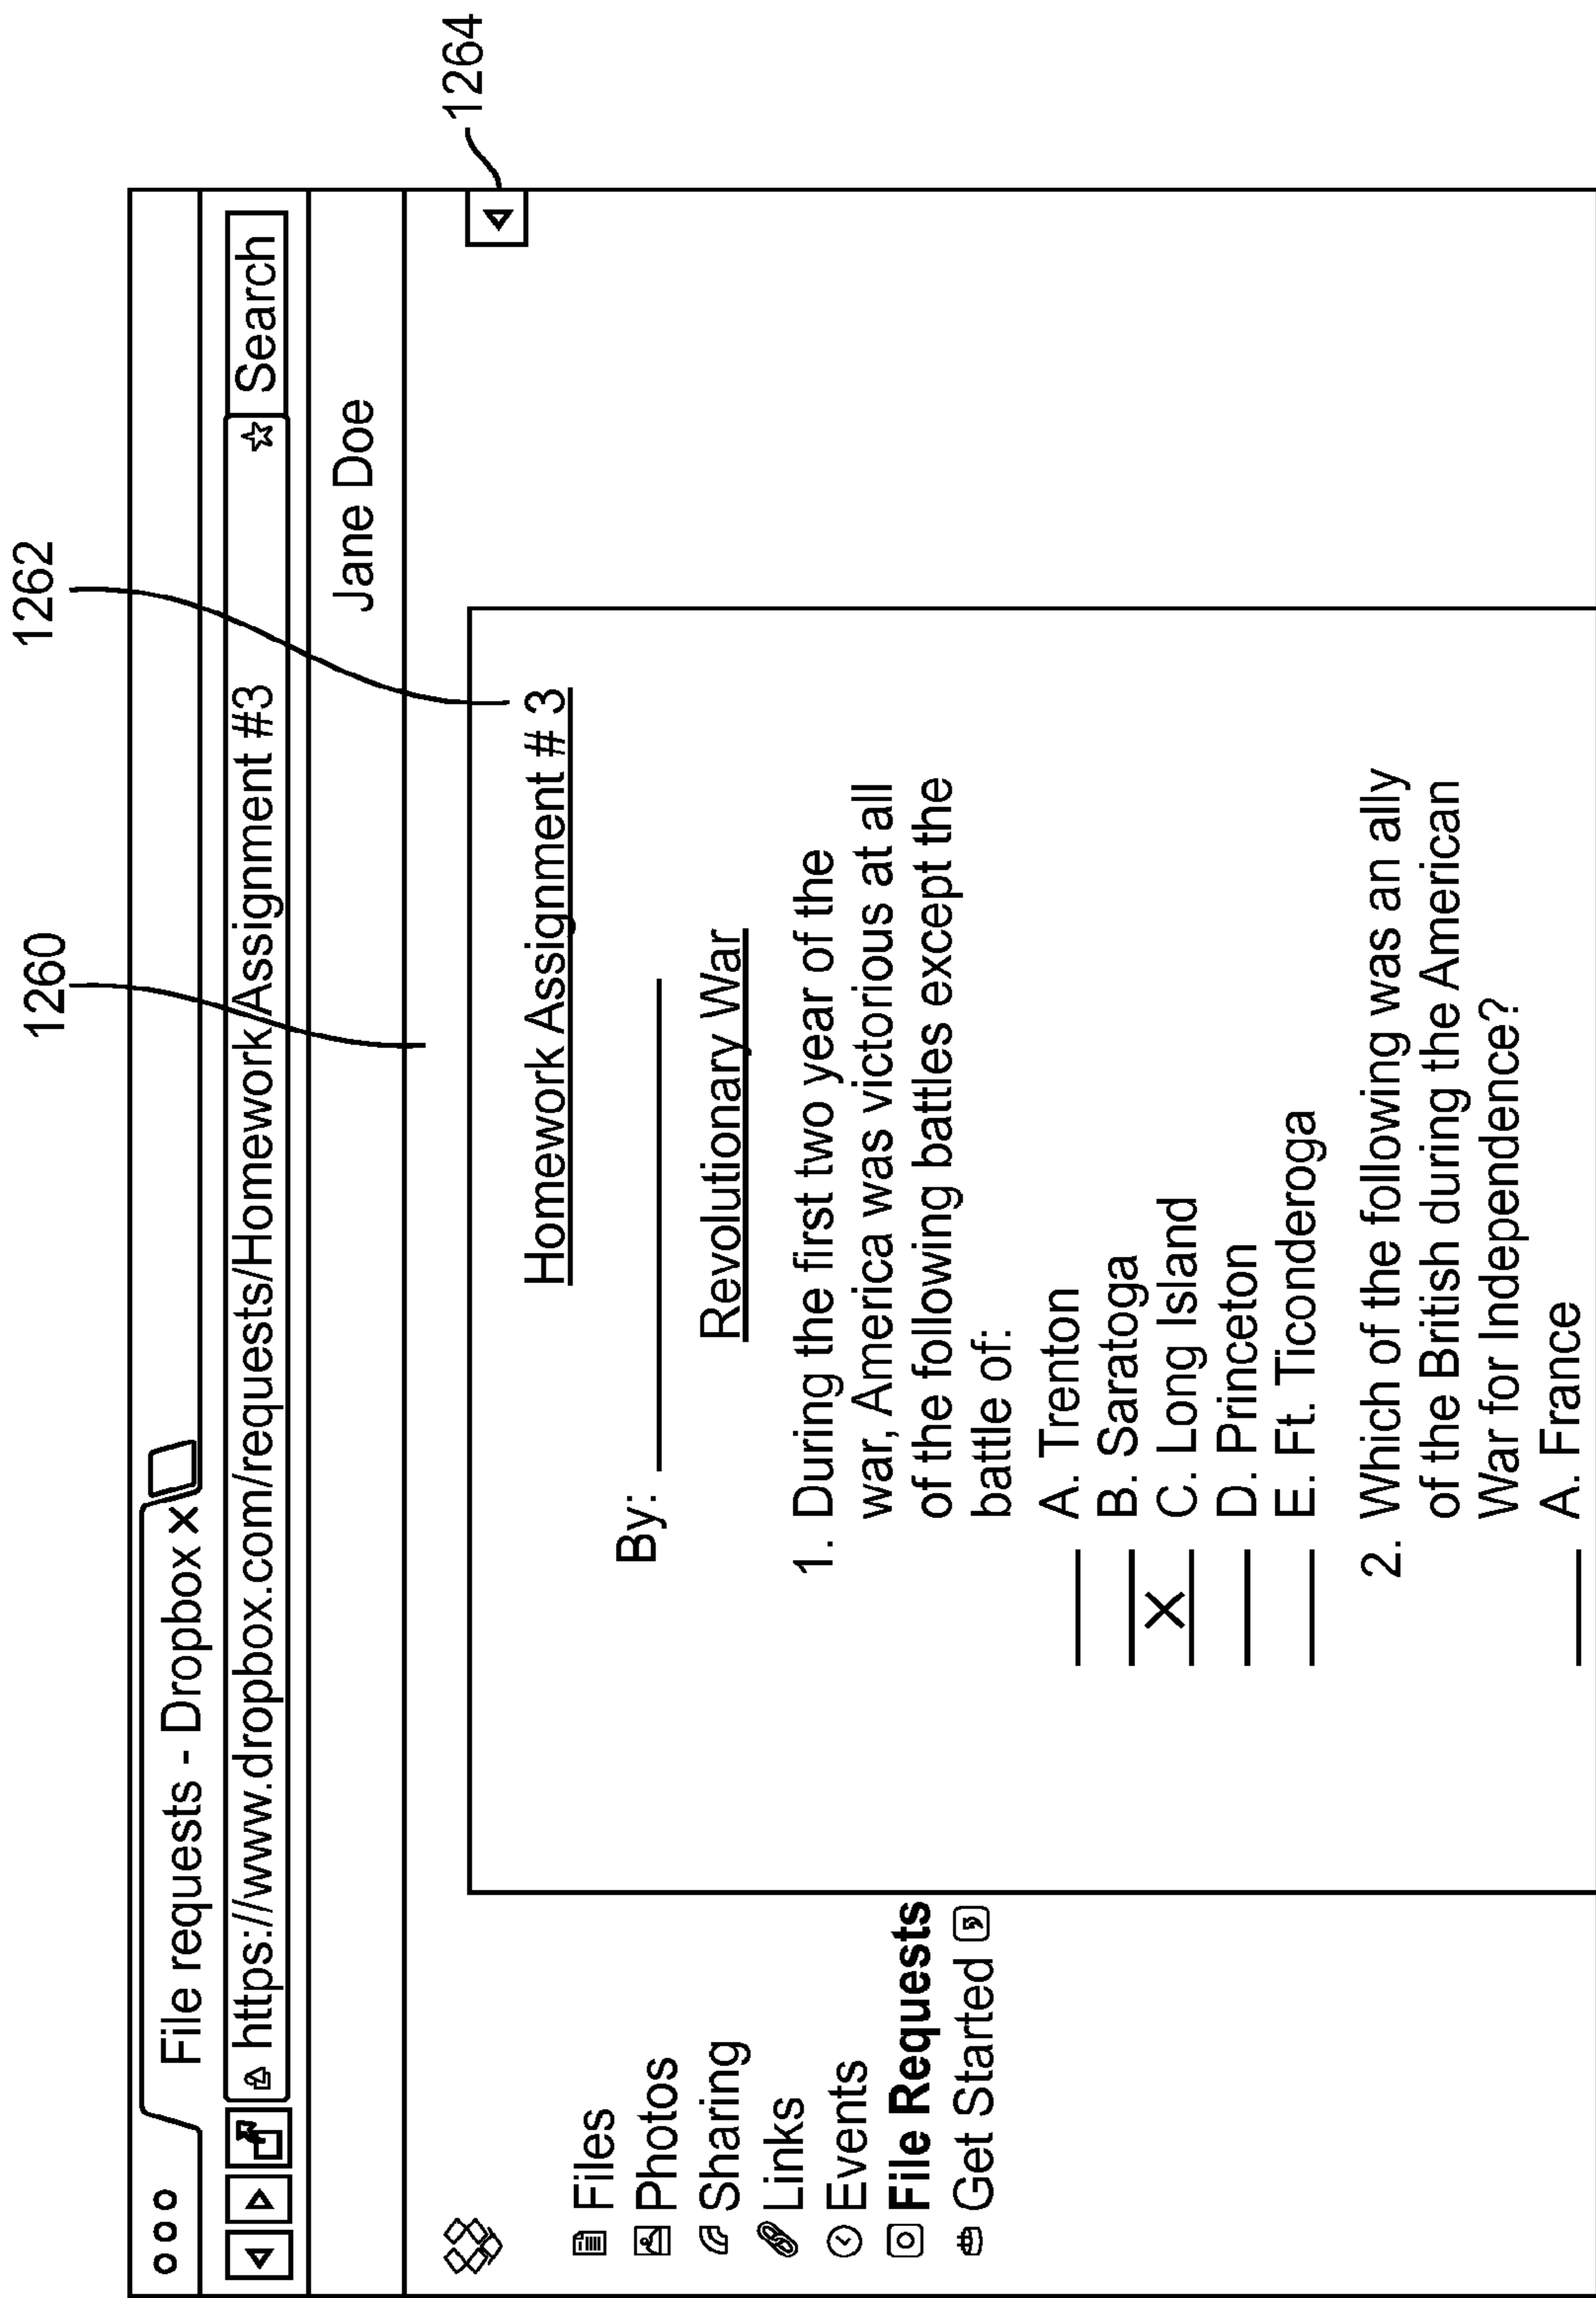 1260
1262
1264
File requests - Dropbox X
https://www.dropbox.com/requests/Homework Assignment #3
Search
Jane Doe
Files
Photos
Sharing
Links
Events
File Requests
Get Started
Homework Assignment # 3
By:
Revolutionary War
1. During the first two year of the
war, America was victorious at all
of the following battles except the
battle of:
A. Trenton
B. Saratoga
X C. Long Island
D. Princeton
E. Ft. Ticonderoga
2. Which of the following was an ally
of the British during the American
War for Independence?
A. France